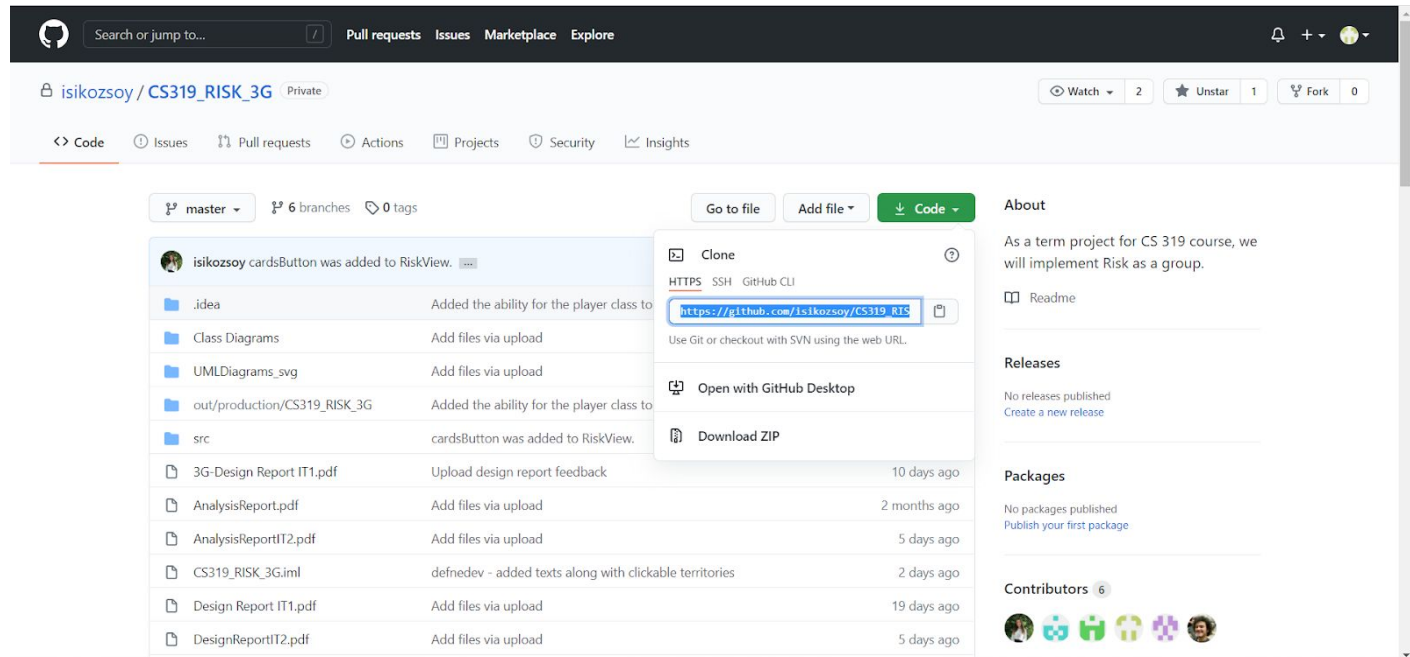 Search or jump to... /
Pull requests Issues Marketplace Explore
isikozsoy / CS319_RISK_3G Private
Watch 2 Unstar 1 Fork 0
<> Code Issues Pull requests Actions Projects Security Insights
master 6 branches 0 tags
Go to file Add file Code
isikozsoy cardsButton was added to RiskView. ...
.idea Added the ability for the player class to
Class Diagrams Add files via upload
UMLDiagrams_svg Add files via upload
out/production/CS319_RISK_3G Added the ability for the player class to
src cardsButton was added to RiskView.
3G-Design Report IT1.pdf Upload design report feedback 10 days ago
AnalysisReport.pdf Add files via upload 2 months ago
AnalysisReportIT2.pdf Add files via upload 5 days ago
CS319_RISK_3G.iml defnedev - added texts along with clickable territories 2 days ago
Design Report IT1.pdf Add files via upload 19 days ago
DesignReportIT2.pdf Add files via upload 5 days ago
Clone
HTTPS SSH GitHub CLI
https://github.com/isikozsoy/CS319_RIS
Use Git or checkout with SVN using the web URL.
Open with GitHub Desktop
Download ZIP
About
As a term project for CS 319 course, we
will implement Risk as a group.
Readme
Releases
No releases published
Create a new release
Packages
No packages published
Publish your first package
Contributors 6